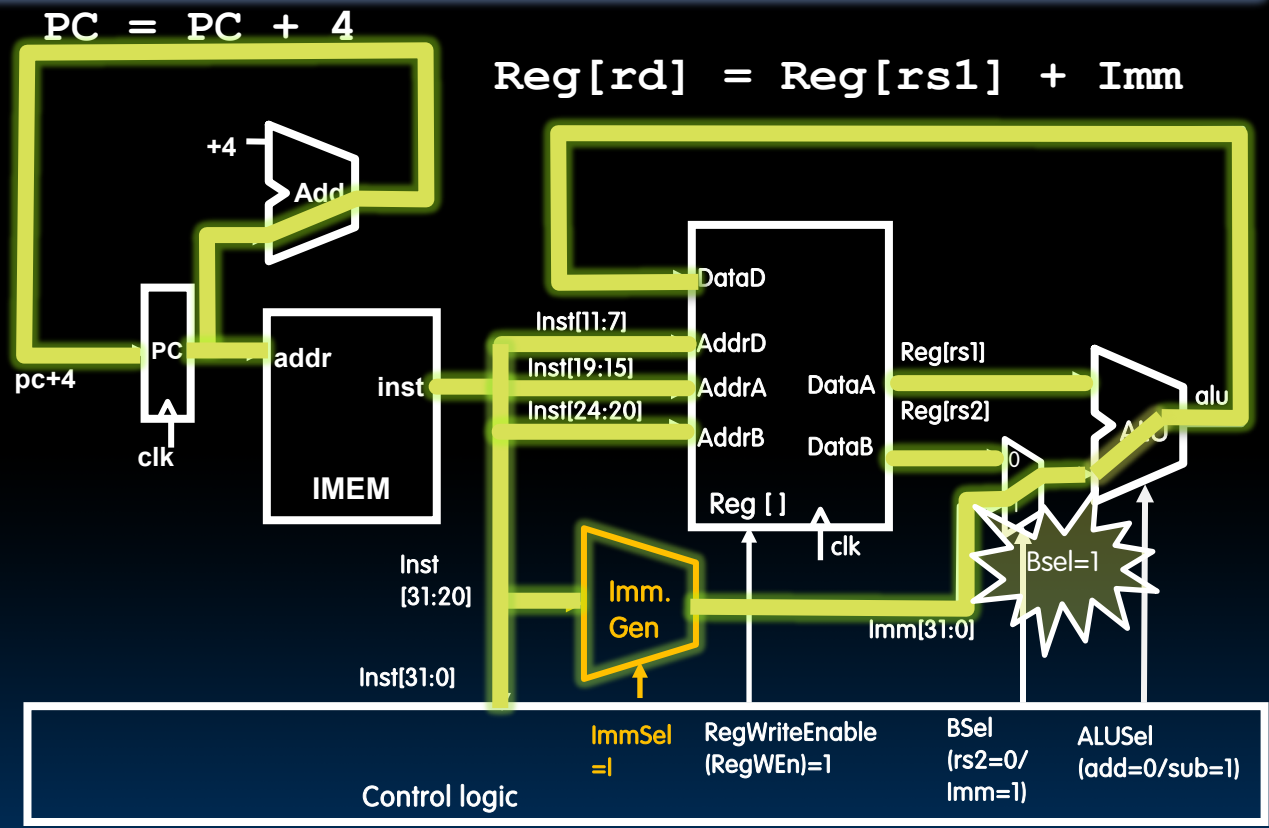 PC = PC + 4
Reg[rd] = Reg[rs1] + Imm
+4
Add
pc+4
PC
clk
addr
inst
IMEM
Inst[11:7]
Inst[19:15]
Inst[24:20]
DataD
AddrD
AddrA
AddrB
DataA
DataB
Reg []
clk
Reg[rs1]
Reg[rs2]
0
1
ALU
alu
Bsel=1
Inst
[31:20]
Imm.
Gen
Imm[31:0]
Inst[31:0]
ImmSel
=I
RegWriteEnable
(RegWEn)=1
BSel
(rs2=0/
Imm=1)
ALUSel
(add=0/sub=1)
Control logic